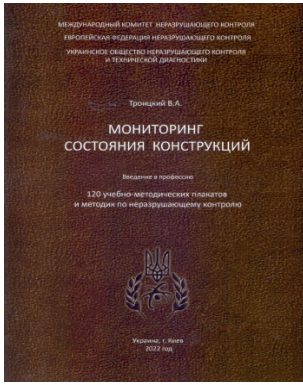 МЕЖДУНАРОДНЫЙ КОМИТЕТ НЕРАЗРУШАЮЩЕГО КОНТРОЛЯ
ЕВРОПЕЙСКАЯ ФЕДЕРАЦИЯ НЕРАЗРУШАЮЩЕГО КОНТРОЛЯ
УКРАИНСКОЕ ОБЩЕСТВО НЕРАЗРУШАЮЩЕГО КОНТРОЛЯ
И ТЕХНИЧЕСКОЙ ДИАГНОСТИКИ
Троицкий В.А.
МОНИТОРИНГ
СОСТОЯНИЯ КОНСТРУКЦИЙ
Введение в профессию
120 учебно-методических плакатов
и методик по неразрушающему контролю
Украина, г. Киев
2022 год